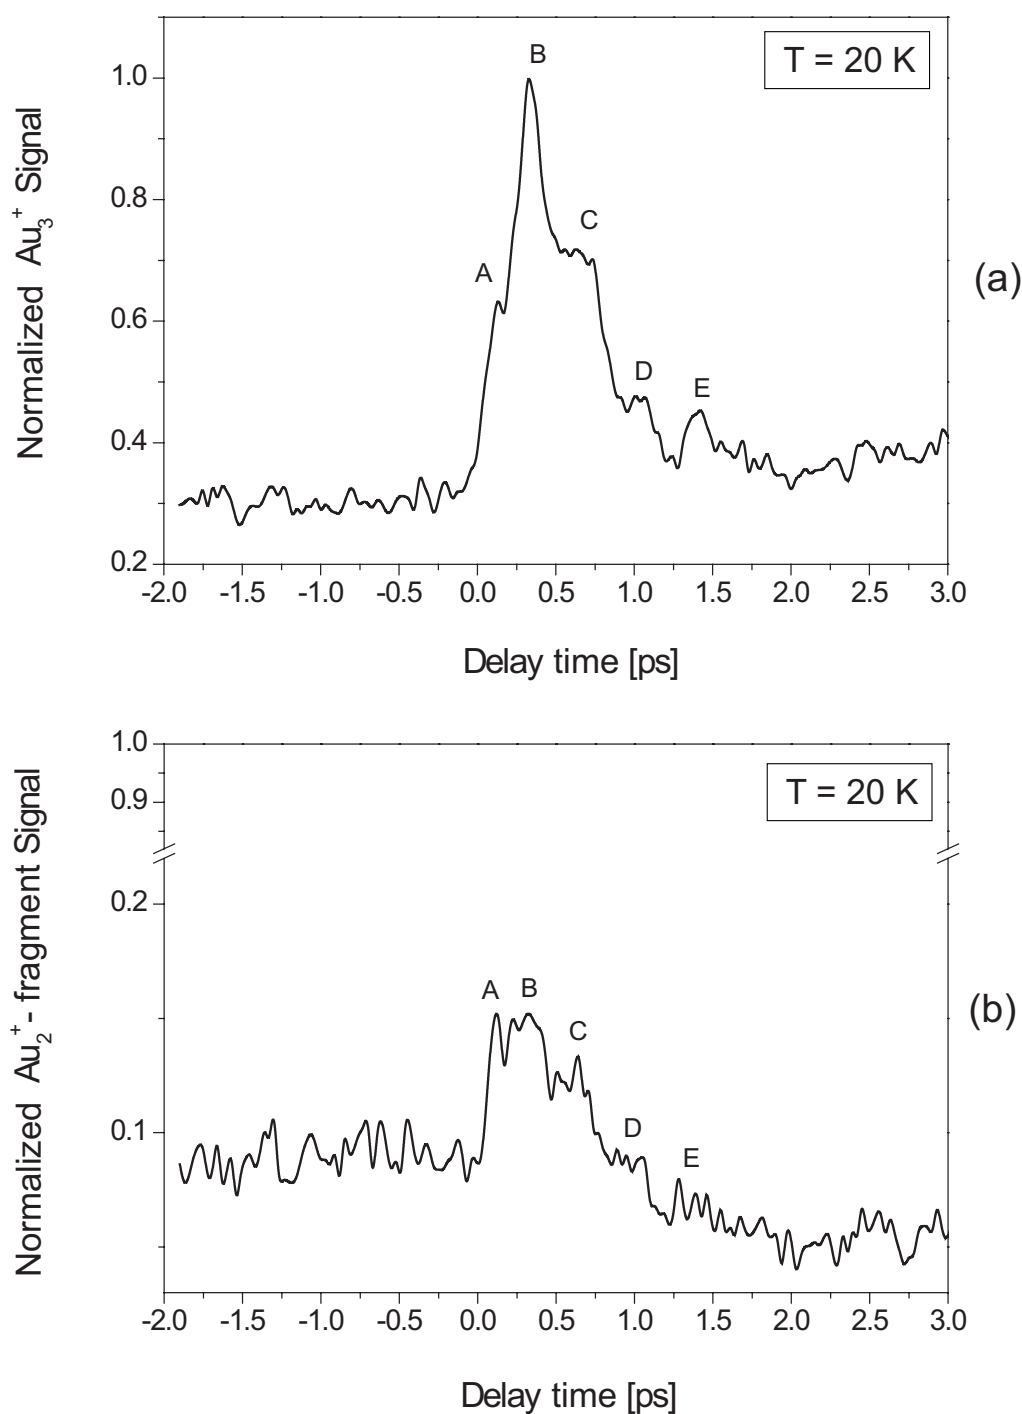 T = 20 K
B
1.0
C
0.8
A
(a)
0.6
D
E
0.4
0.2
-2.0 -1.5 -1.0 -0.5 0.0 0.5 1.0 1.5 2.0 2.5 3.0
Normalized Au₃⁺ Signal
Delay time [ps]
1.0
T = 20 K
0.9
0.2
A B
(b)
C
0.1
D
E
-2.0 -1.5 -1.0 -0.5 0.0 0.5 1.0 1.5 2.0 2.5 3.0
Normalized Au₂⁺- fragment Signal
Delay time [ps]